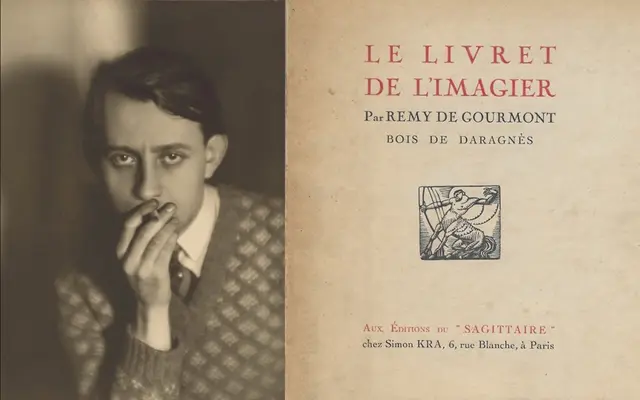 LE LIVRET
DE L'IMAGIER
Par REMY DE GOURMONT
BOIS DE DARAGNÈS
Aux Éditions du "SAGITTAIRE"
chez Simon KRA, 6, rue Blanche, à Paris